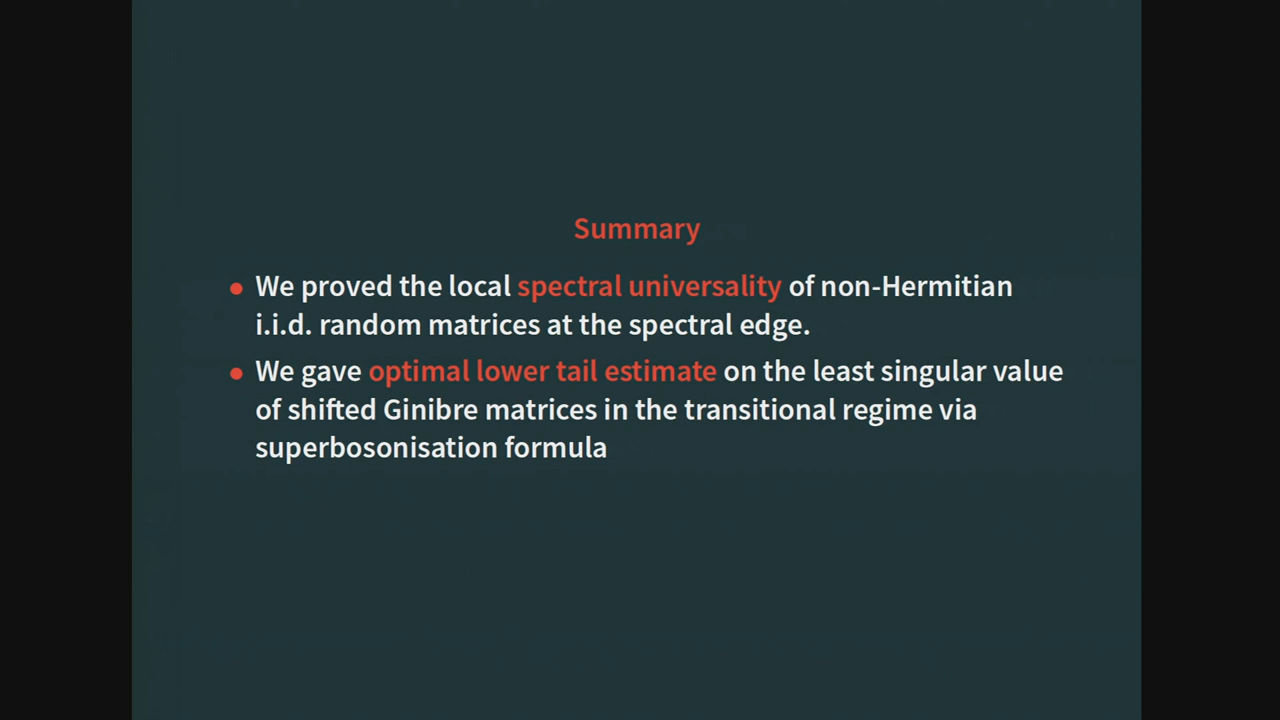 Summary
• We proved the local spectral universality of non-Hermitian
i.i.d. random matrices at the spectral edge.
• We gave optimal lower tail estimate on the least singular value
of shifted Ginibre matrices in the transitional regime via
superbosonisation formula